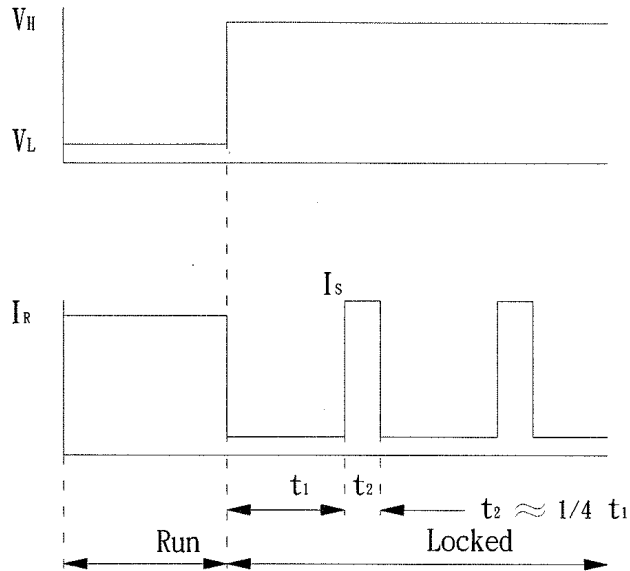 VH
VL
IS
IR
t1 t2
t2 ≈ 1/4 t1
Run Locked